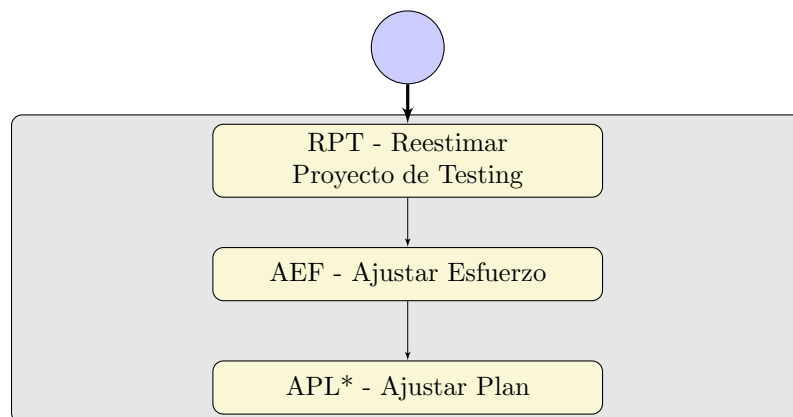 RPT - Reestimar
Proyecto de Testing
AEF - Ajustar Esfuerzo
APL* - Ajustar Plan